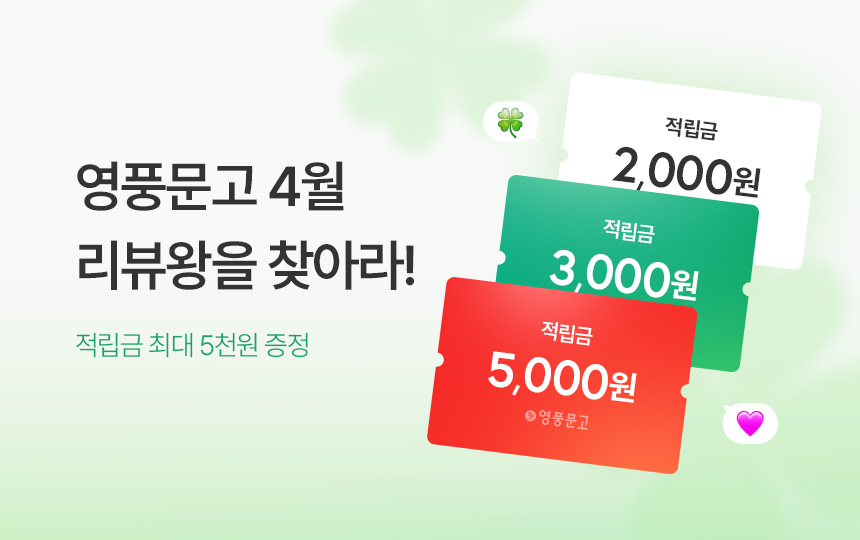 영풍문고 4월
리뷰왕을 찾아라!
적립금 최대 5천원 증정
적립금
2,000원
적립금
3,000원
적립금
5,000원
영풍문고